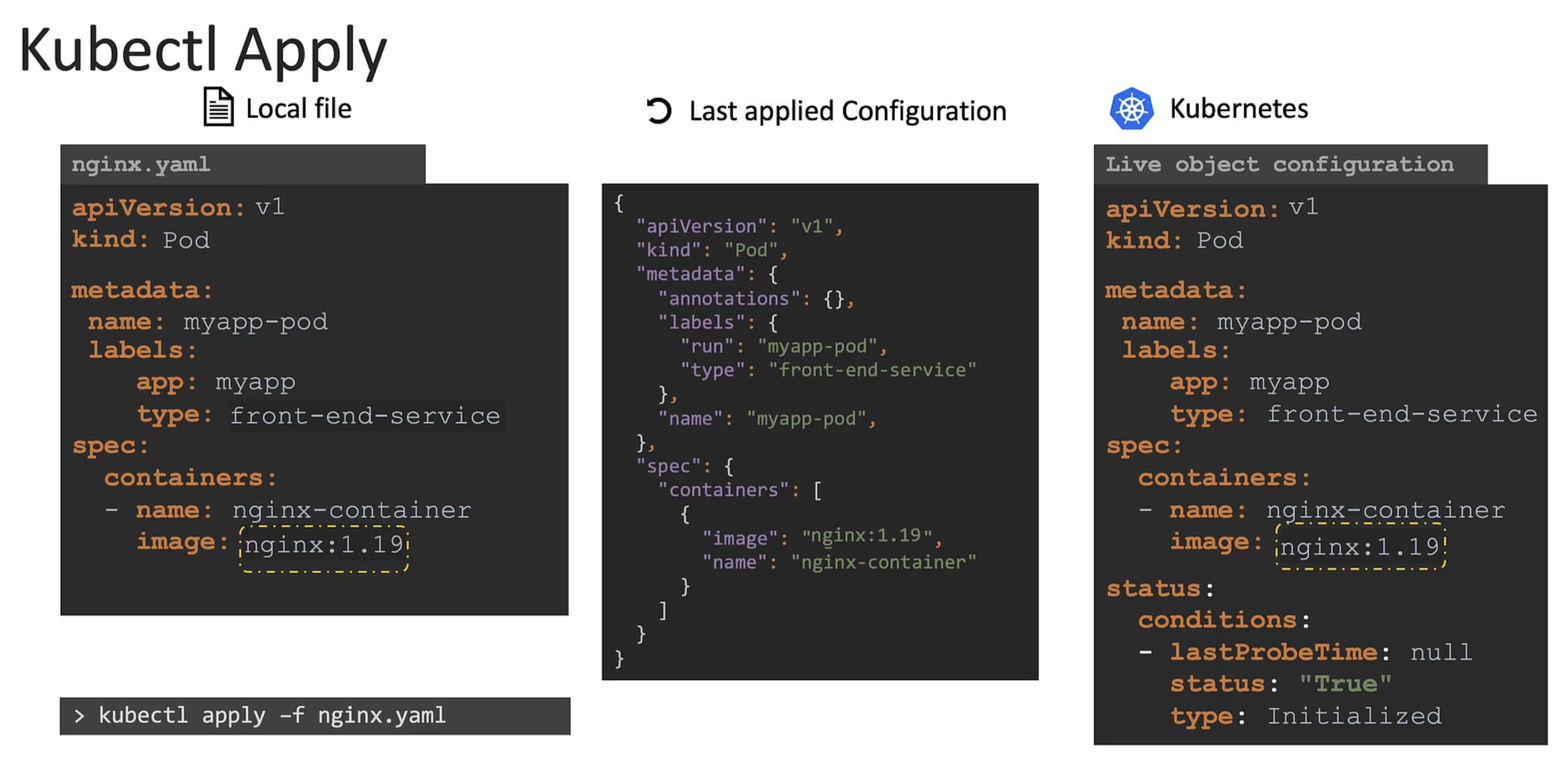 Kubectl Apply
Local file
nginx.yaml
apiVersion: v1
kind: Pod
metadata:
name: myapp-pod
labels:
app: myapp
type: front-end-service
spec:
containers:
- name: nginx-container
image: nginx:1.19
> kubectl apply –f nginx.yaml
Last applied Configuration
{
"apiVersion": "v1",
"kind": "Pod",
"metadata": {
"annotations": {},
"labels": {
"run": "myapp-pod",
"type": "front-end-service"
},
"name": "myapp-pod",
},
"spec": {
"containers": [
{
"image": "nginx:1.19",
"name": "nginx-container"
}
]
}
}
Kubernetes
Live object configuration
apiVersion: v1
kind: Pod
metadata:
name: myapp-pod
labels:
app: myapp
type: front-end-service
spec:
containers:
- name: nginx-container
image: nginx:1.19
status:
conditions:
- lastProbeTime: null
status: "True"
type: Initialized